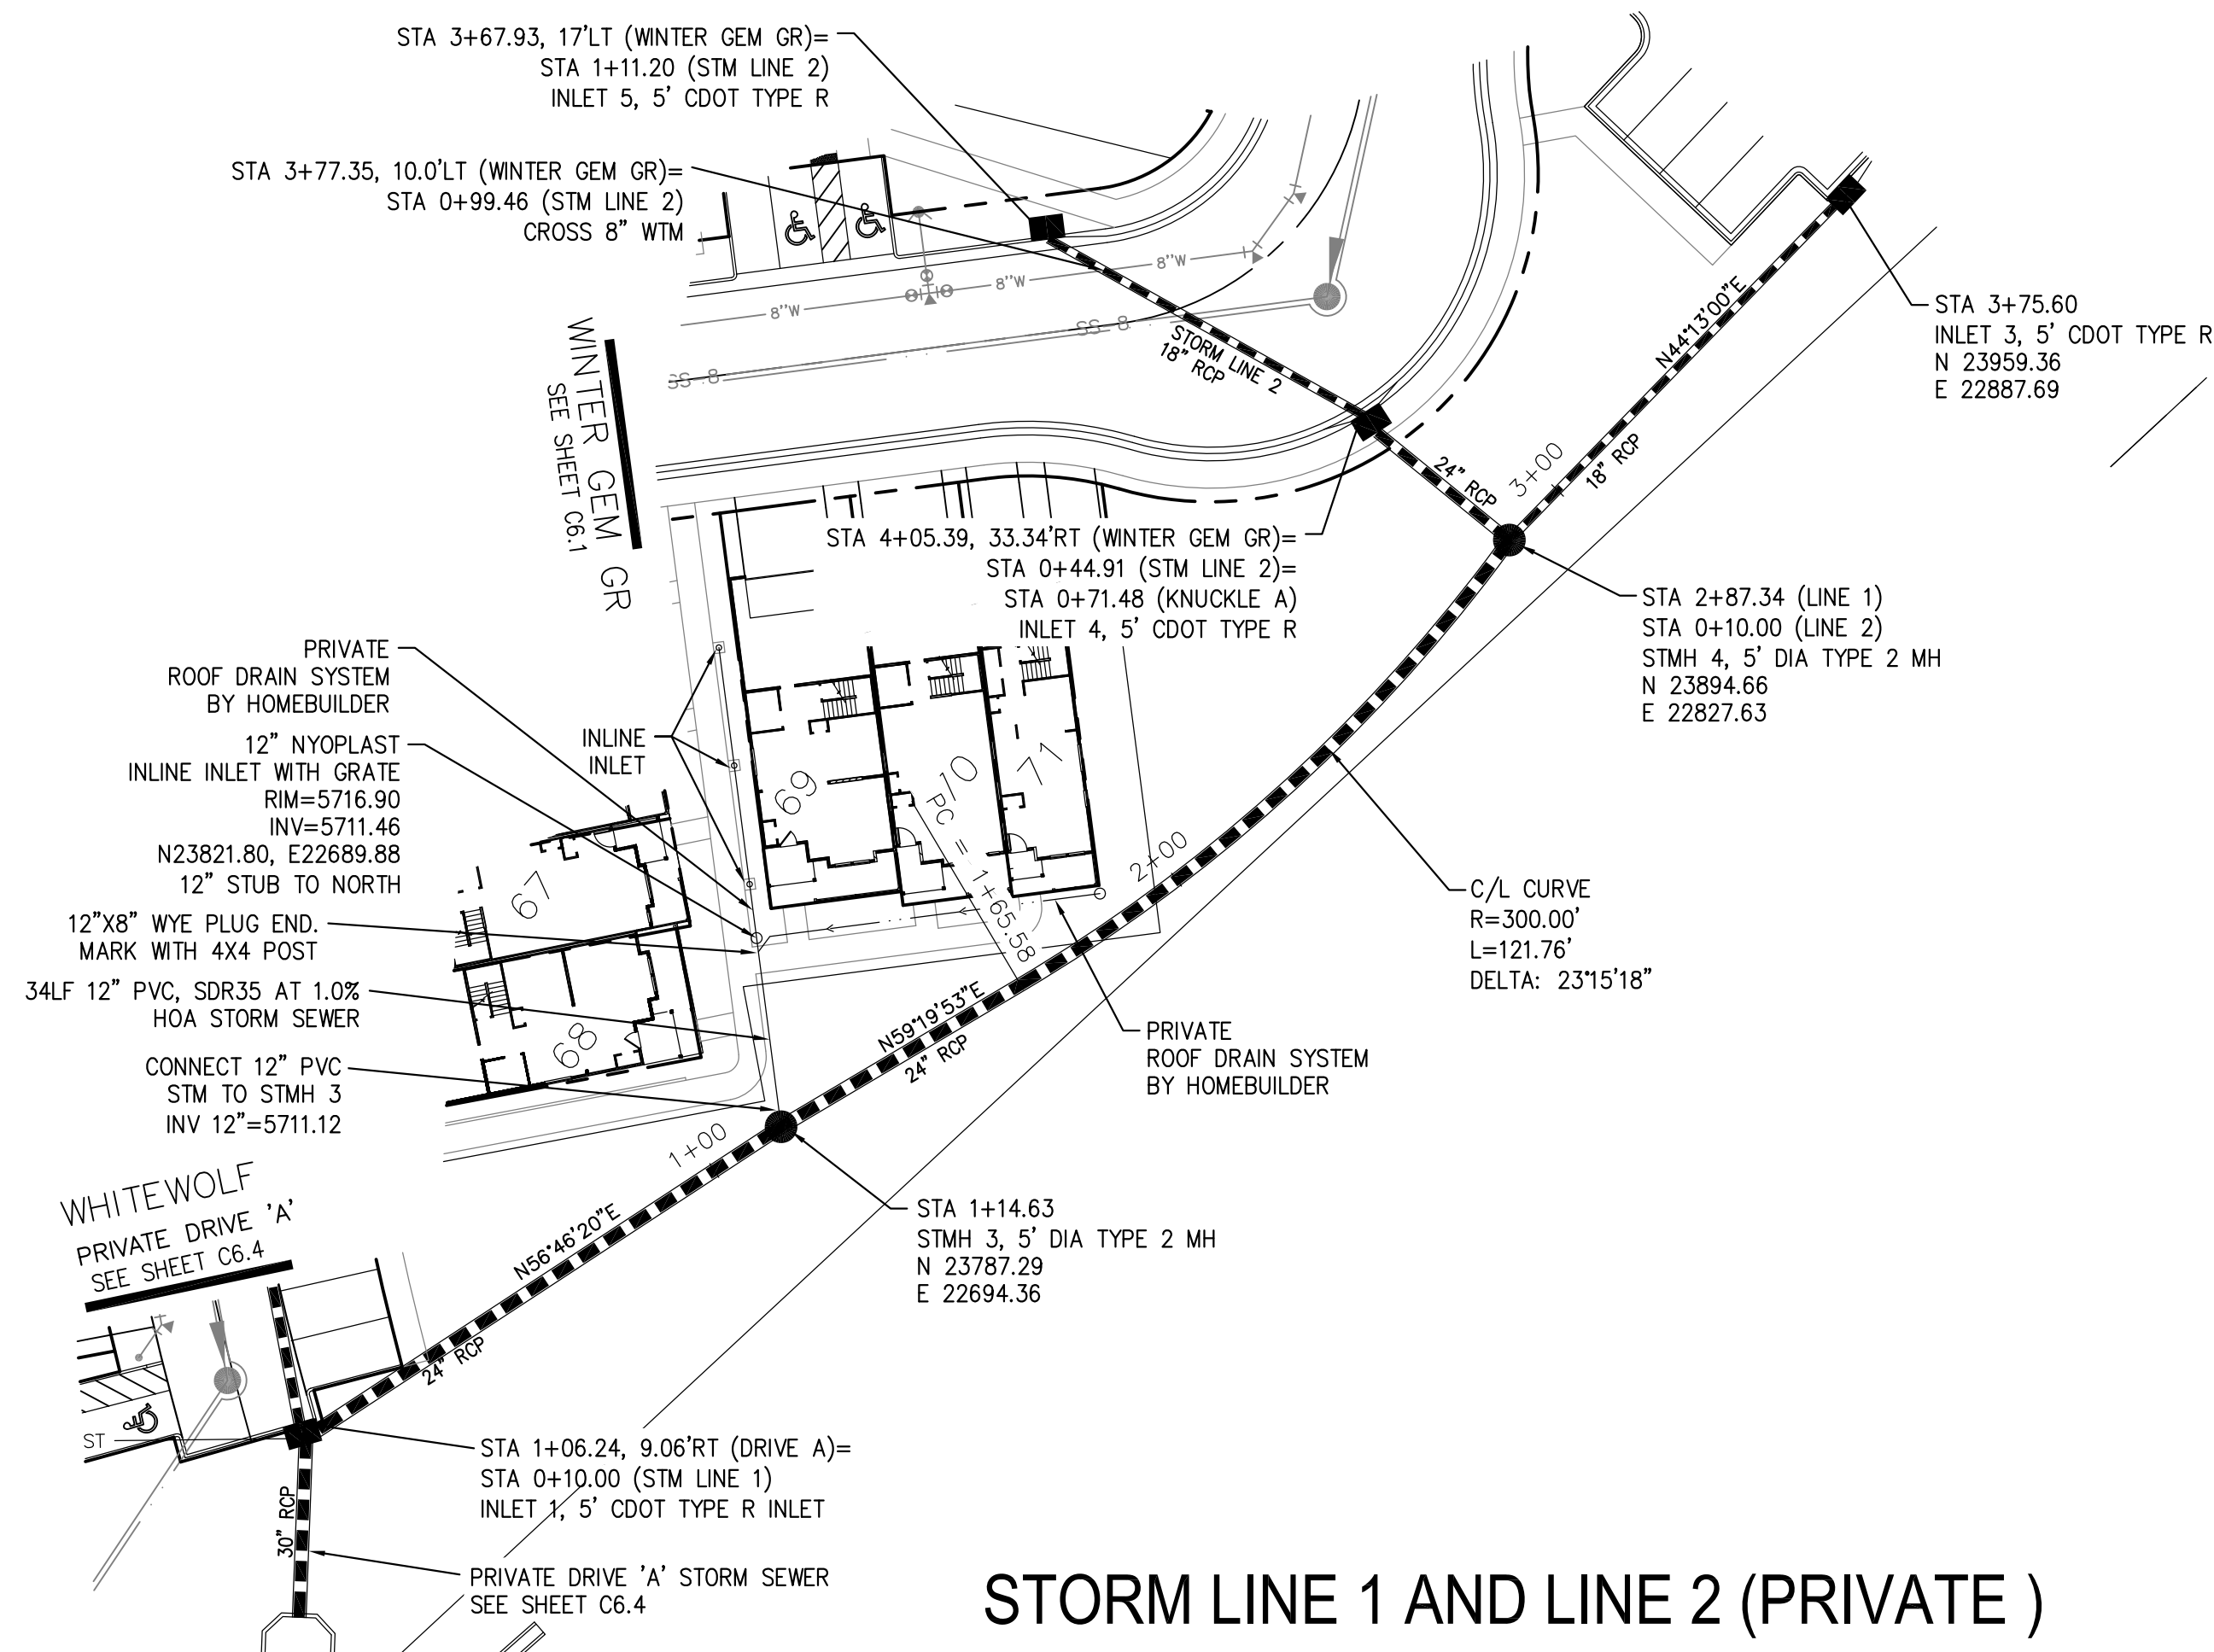 STA 3+67.93, 17'LT (WINTER GEM GR)=
STA 1+11.20 (STM LINE 2)
INLET 5, 5' CDOT TYPE R
STA 3+77.35, 10.0'LT (WINTER GEM GR)=
STA 0+99.46 (STM LINE 2)
CROSS 8" WTM
8"W
8"W
8"W
SS 8
SS 8
STORM LINE 2
18" RCP
N44°13'00"E
18" RCP
3+00
24" RCP
STA 3+75.60
INLET 3, 5' CDOT TYPE R
N 23959.36
E 22887.69
WINTER GEM GR
SEE SHEET C6.1
STA 4+05.39, 33.34'RT (WINTER GEM GR)=
STA 0+44.91 (STM LINE 2)=
STA 0+71.48 (KNUCKLE A)
INLET 4, 5' CDOT TYPE R
STA 2+87.34 (LINE 1)
STA 0+10.00 (LINE 2)
STMH 4, 5' DIA TYPE 2 MH
N 23894.66
E 22827.63
PRIVATE
ROOF DRAIN SYSTEM
BY HOMEBUILDER
INLINE
INLET
12" NYOPLAST
INLINE INLET WITH GRATE
RIM=5716.90
INV=5711.46
N23821.80, E22689.88
12" STUB TO NORTH
12"X8" WYE PLUG END.
MARK WITH 4X4 POST
34LF 12" PVC, SDR35 AT 1.0%
HOA STORM SEWER
CONNECT 12" PVC
STM TO STMH 3
INV 12"=5711.12
67
68
69
70
71
PC = 1+65.58
2+00
C/L CURVE
R=300.00'
L=121.76'
DELTA: 23°15'18"
N59°19'53"E
24" RCP
PRIVATE
ROOF DRAIN SYSTEM
BY HOMEBUILDER
1+00
STA 1+14.63
STMH 3, 5' DIA TYPE 2 MH
N 23787.29
E 22694.36
WHITEWOLF
PRIVATE DRIVE 'A'
SEE SHEET C6.4
N56°46'20"E
24" RCP
ST
STA 1+06.24, 9.06'RT (DRIVE A)=
STA 0+10.00 (STM LINE 1)
INLET 1, 5' CDOT TYPE R INLET
30" RCP
PRIVATE DRIVE 'A' STORM SEWER
SEE SHEET C6.4
STORM LINE 1 AND LINE 2 (PRIVATE )